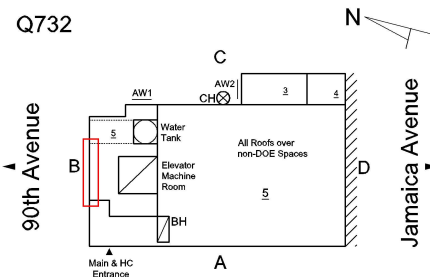 Q732
N
C
AW1
AW2
CH
3
4
5
Water
Tank
All Roofs over
non-DOE Spaces
90th Avenue
B
Elevator
Machine
Room
5
D
Jamaica Avenue
BH
A
Main & HC
Entrance